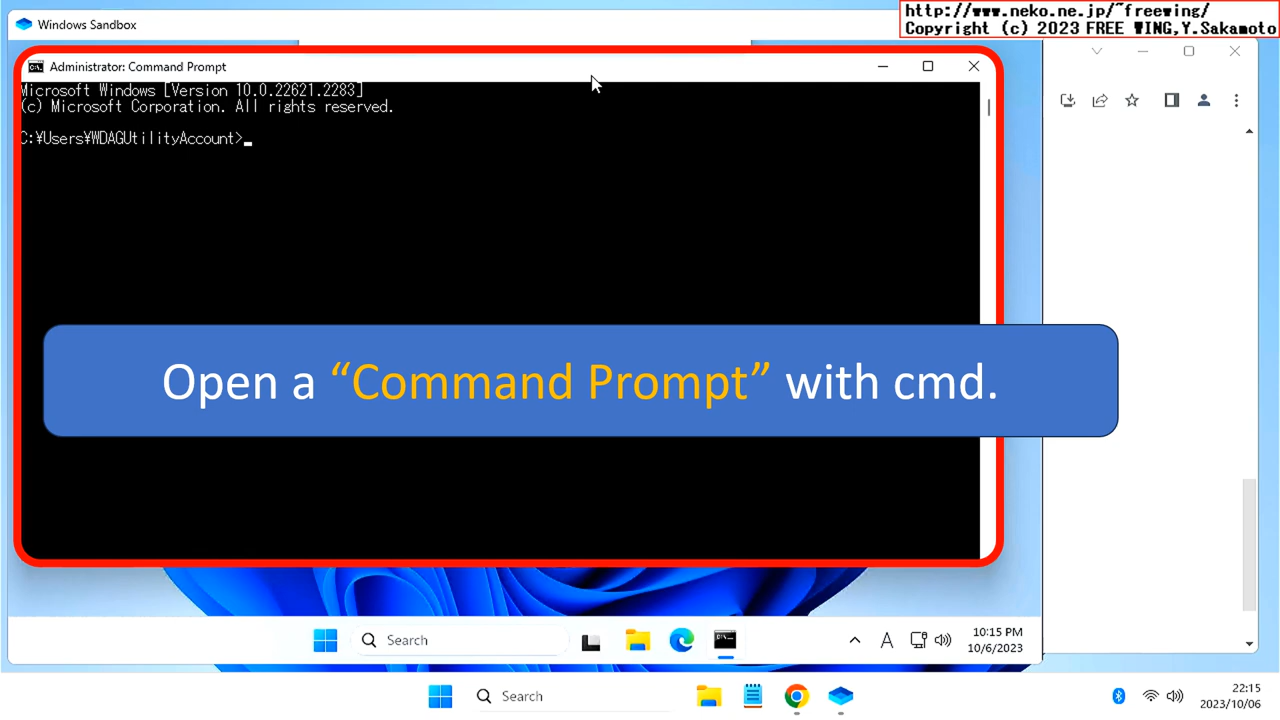 Windows Sandbox
http://www.neko.ne.jp/~freewing/
Copyright (c) 2023 FREE WING,Y.Sakamoto
Administrator: Command Prompt
Microsoft Windows [Version 10.0.22621.2283]
(c) Microsoft Corporation. All rights reserved.
C:¥Users¥WDAGUtilityAccount>
Open a “Command Prompt” with cmd.
Search
A
10:15 PM
10/6/2023
Search
22:15
2023/10/06